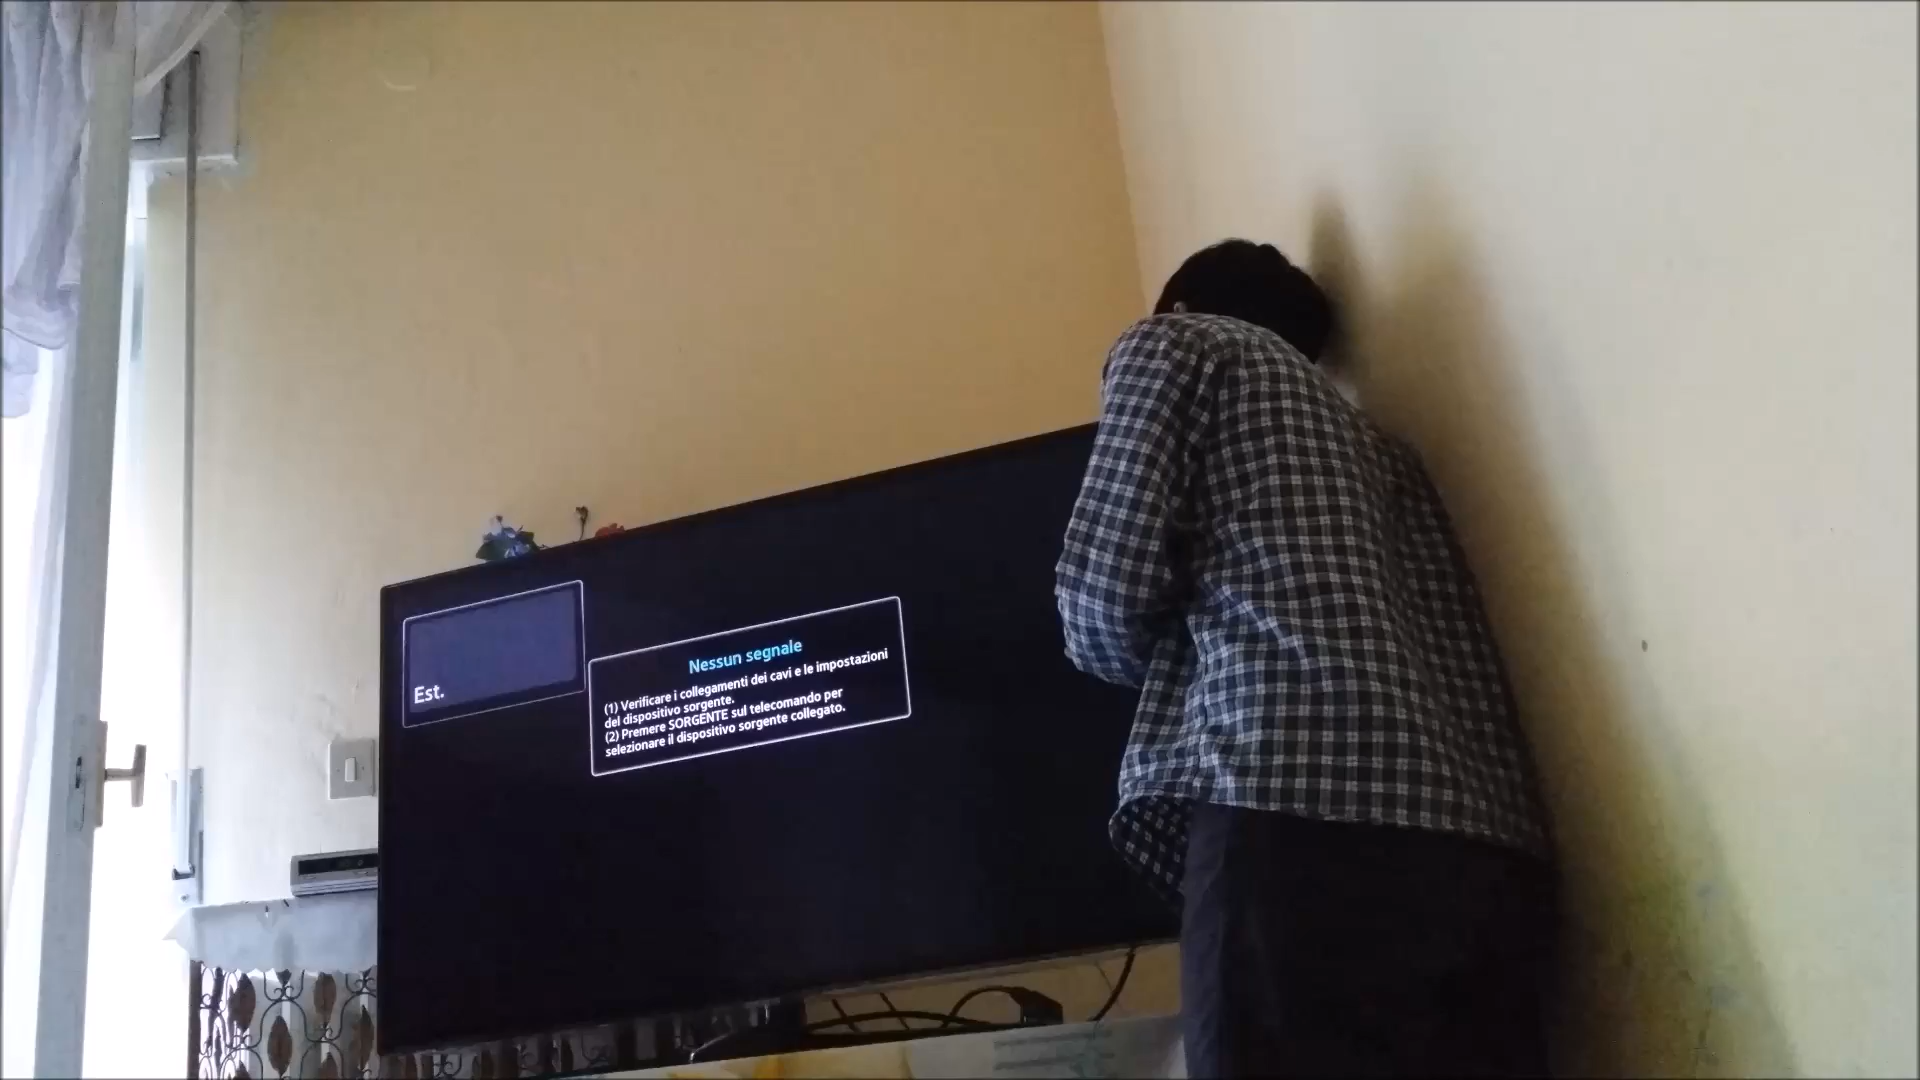 Est.
Nessun segnale
(1) Verificare i collegamenti dei cavi e le impostazioni
del dispositivo sorgente.
(2) Premere SORGENTE sul telecomando per
selezionare il dispositivo sorgente collegato.